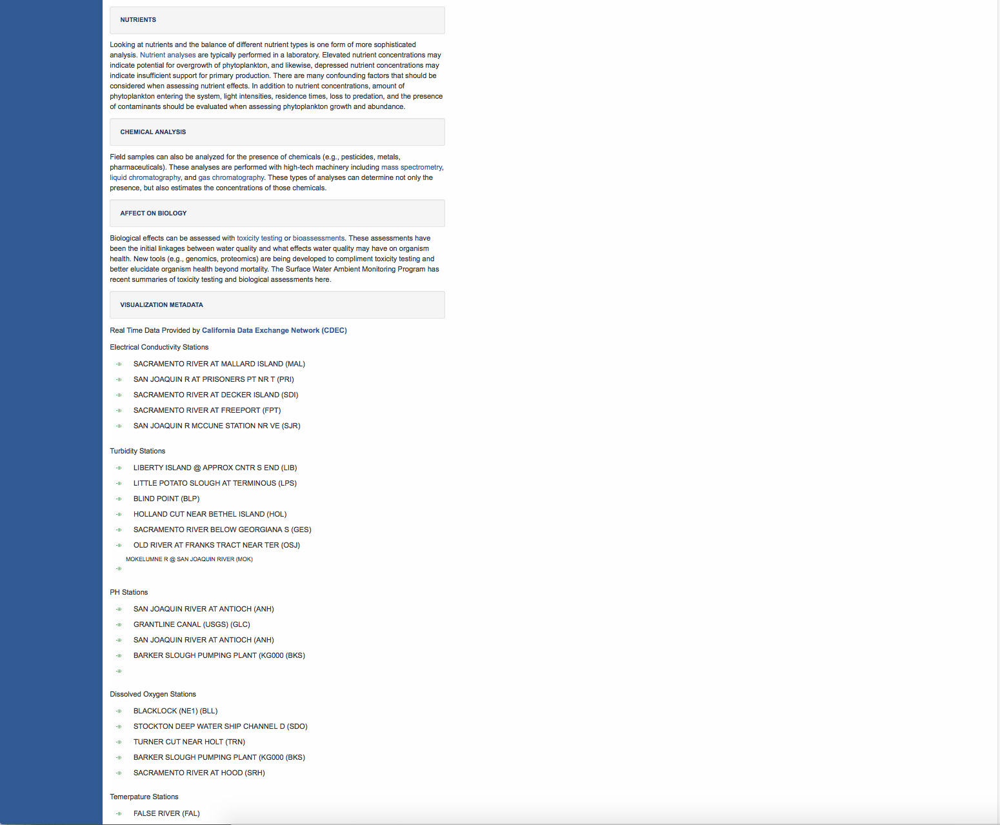 NUTRIENTS
Looking at nutrients and the balance of different nutrient types is one form of more sophisticated
analysis. Nutrient analyses are typically performed in a laboratory. Elevated nutrient concentrations may
indicate potential for overgrowth of phytoplankton, and likewise, depressed nutrient concentrations may
indicate insufficient support for primary production. There are many confounding factors that should be
considered when assessing nutrient effects. In addition to nutrient concentrations, amount of
phytoplankton entering the system, light intensities, residence times, loss to predation, and the presence
of contaminants should be evaluated when assessing phytoplankton growth and abundance.
CHEMICAL ANALYSIS
Field samples can also be analyzed for the presence of chemicals (e.g., pesticides, metals,
pharmaceuticals). These analyses are performed with high-tech machinery including mass spectrometry,
liquid chromatography, and gas chromatography. These types of analyses can determine not only the
presence, but also estimates the concentrations of those chemicals.
AFFECT ON BIOLOGY
Biological effects can be assessed with toxicity testing or bioassessments. These assessments have
been the initial linkages between water quality and what effects water quality may have on organism
health. New tools (e.g., genomics, proteomics) are being developed to compliment toxicity testing and
better elucidate organism health beyond mortality. The Surface Water Ambient Monitoring Program has
recent summaries of toxicity testing and biological assessments here.
VISUALIZATION METADATA
Real Time Data Provided by California Data Exchange Network (CDEC)
Electrical Conductivity Stations
SACRAMENTO RIVER AT MALLARD ISLAND (MAL)
SAN JOAQUIN R AT PRISONERS PT NR T (PRI)
SACRAMENTO RIVER AT DECKER ISLAND (SDI)
SACRAMENTO RIVER AT FREEPORT (FPT)
SAN JOAQUIN R MCCUNE STATION NR VE (SJR)
Turbidity Stations
LIBERTY ISLAND @ APPROX CNTR S END (LIB)
LITTLE POTATO SLOUGH AT TERMINOUS (LPS)
BLIND POINT (BLP)
HOLLAND CUT NEAR BETHEL ISLAND (HOL)
SACRAMENTO RIVER BELOW GEORGIANA S (GES)
OLD RIVER AT FRANKS TRACT NEAR TER (OSJ)
MOKELUMNE R @ SAN JOAQUIN RIVER (MOK)
PH Stations
SAN JOAQUIN RIVER AT ANTIOCH (ANH)
GRANTLINE CANAL (USGS) (GLC)
SAN JOAQUIN RIVER AT ANTIOCH (ANH)
BARKER SLOUGH PUMPING PLANT (KG000 (BKS)
Dissolved Oxygen Stations
BLACKLOCK (NE1) (BLL)
STOCKTON DEEP WATER SHIP CHANNEL D (SDO)
TURNER CUT NEAR HOLT (TRN)
BARKER SLOUGH PUMPING PLANT (KG000 (BKS)
SACRAMENTO RIVER AT HOOD (SRH)
Temerpature Stations
FALSE RIVER (FAL)